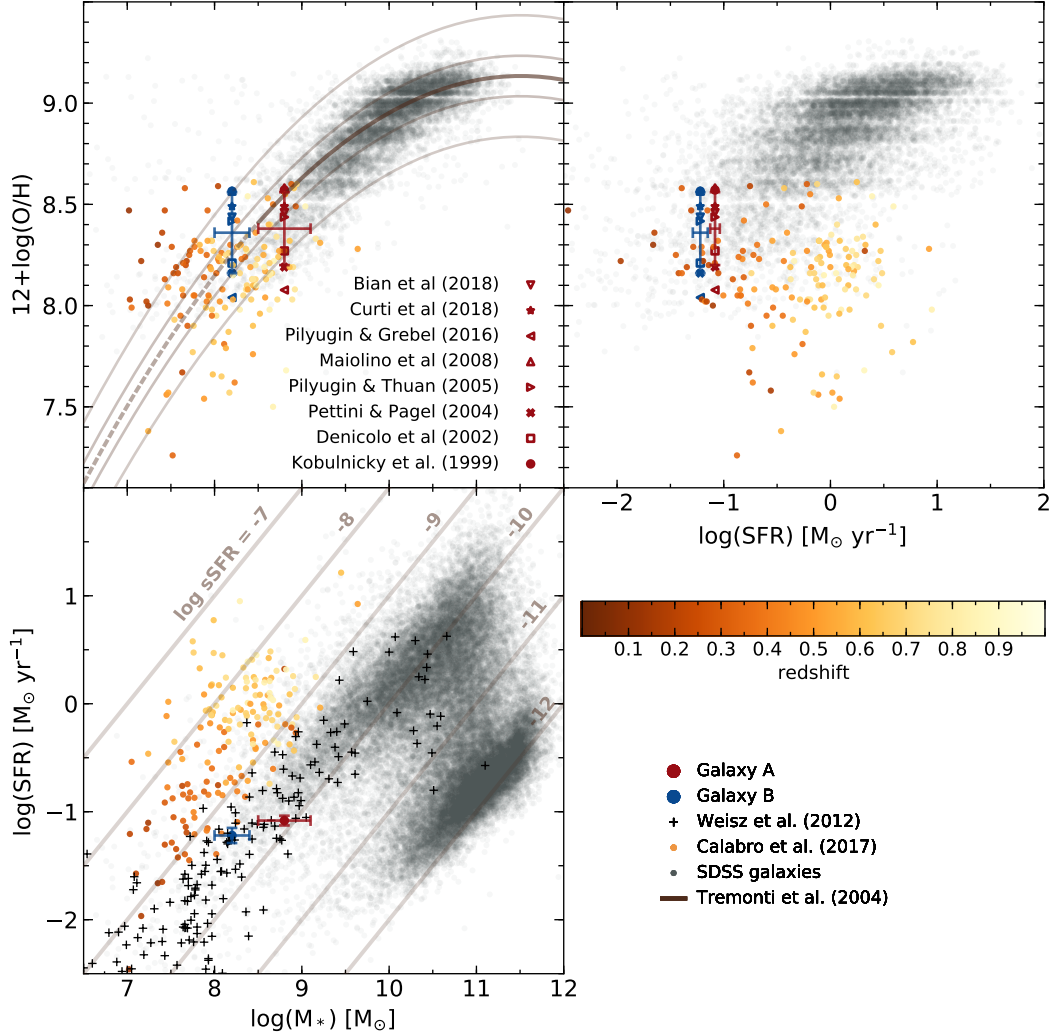 9.0
8.5
8.0
7.5
12+log(O/H)
Bian et al (2018)
Curti et al (2018)
Pilyugin & Grebel (2016)
Maiolino et al (2008)
Pilyugin & Thuan (2005)
Pettini & Pagel (2004)
Denicolo et al (2002)
Kobulnicky et al. (1999)
−2 −1 0 1 2
log(SFR) [M⊙ yr⁻¹]
log sSFR = -7
-8
-9
-10
-11
-12
1
0
−1
−2
log(SFR) [M⊙ yr⁻¹]
7 8 9 10 11 12
log(M∗) [M⊙]
0.1 0.2 0.3 0.4 0.5 0.6 0.7 0.8 0.9
redshift
Galaxy A
Galaxy B
Weisz et al. (2012)
Calabro et al. (2017)
SDSS galaxies
Tremonti et al. (2004)